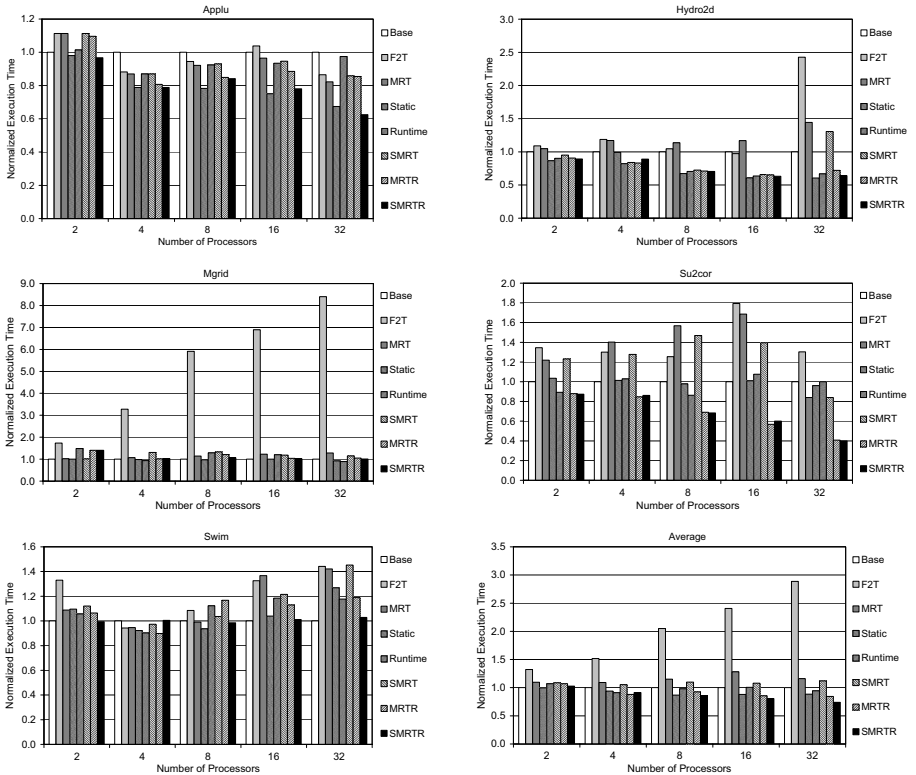 Applu
Normalized Execution Time
1.2
1.0
0.8
0.6
0.4
0.2
0.0
2 4 8 16 32
Number of Processors
Base
F2T
MRT
Static
Runtime
SMRT
MRTR
SMRTR
Hydro2d
Normalized Execution Time
3.0
2.5
2.0
1.5
1.0
0.5
0.0
2 4 8 16 32
Number of Processors
Base
F2T
MRT
Static
Runtime
SMRT
MRTR
SMRTR
Mgrid
Normalized Execution Time
9.0
8.0
7.0
6.0
5.0
4.0
3.0
2.0
1.0
0.0
2 4 8 16 32
Number of Processors
Base
F2T
MRT
Static
Runtime
SMRT
MRTR
SMRTR
Su2cor
Normalized Execution Time
2.0
1.8
1.6
1.4
1.2
1.0
0.8
0.6
0.4
0.2
0.0
2 4 8 16 32
Number of Processors
Base
F2T
MRT
Static
Runtime
SMRT
MRTR
SMRTR
Swim
Normalized Execution Time
1.6
1.4
1.2
1.0
0.8
0.6
0.4
0.2
0.0
2 4 8 16 32
Number of Processors
Base
F2T
MRT
Static
Runtime
SMRT
MRTR
SMRTR
Average
Normalized Execution Time
3.5
3.0
2.5
2.0
1.5
1.0
0.5
0.0
2 4 8 16 32
Number of Processors
Base
F2T
MRT
Static
Runtime
SMRT
MRTR
SMRTR